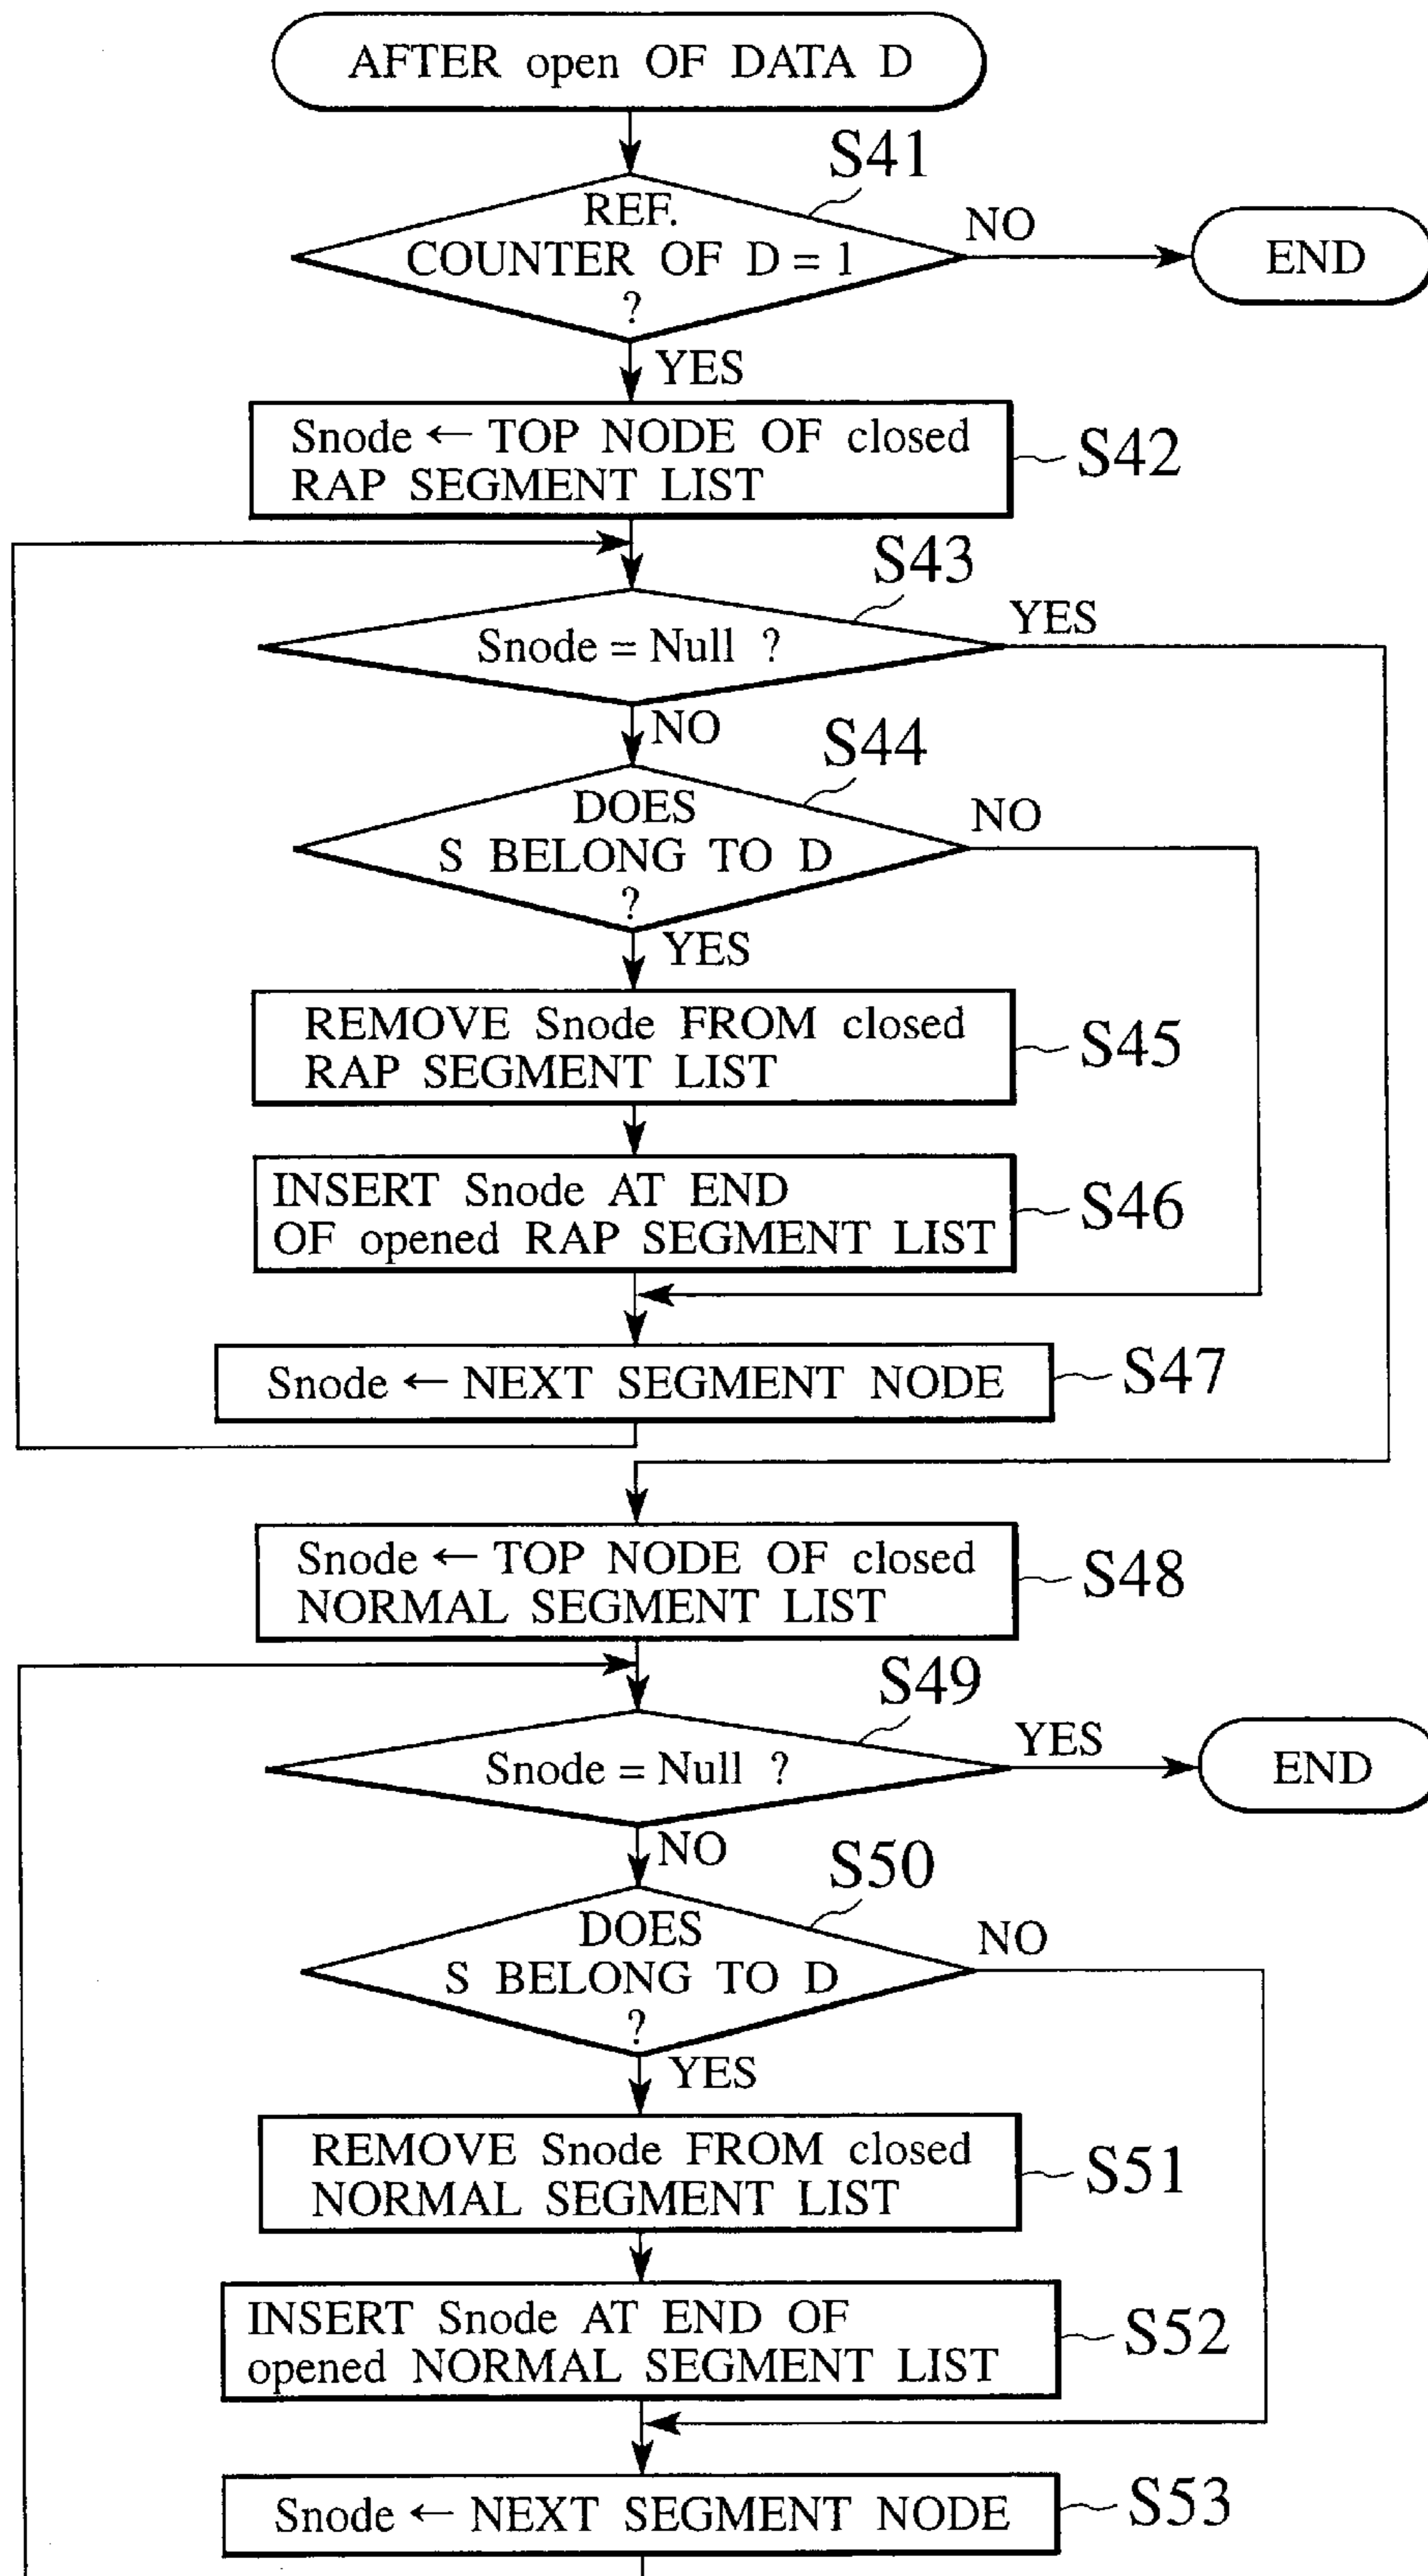 AFTER open OF DATA D
S41
REF.
COUNTER OF D = 1
?
NO
END
YES
Snode ← TOP NODE OF closed
RAP SEGMENT LIST
S42
S43
Snode = Null ?
YES
NO
S44
DOES
S BELONG TO D
?
NO
YES
REMOVE Snode FROM closed
RAP SEGMENT LIST
S45
INSERT Snode AT END
OF opened RAP SEGMENT LIST
S46
Snode ← NEXT SEGMENT NODE
S47
Snode ← TOP NODE OF closed
NORMAL SEGMENT LIST
S48
S49
Snode = Null ?
YES
END
NO
S50
DOES
S BELONG TO D
?
NO
YES
REMOVE Snode FROM closed
NORMAL SEGMENT LIST
S51
INSERT Snode AT END OF
opened NORMAL SEGMENT LIST
S52
Snode ← NEXT SEGMENT NODE
S53